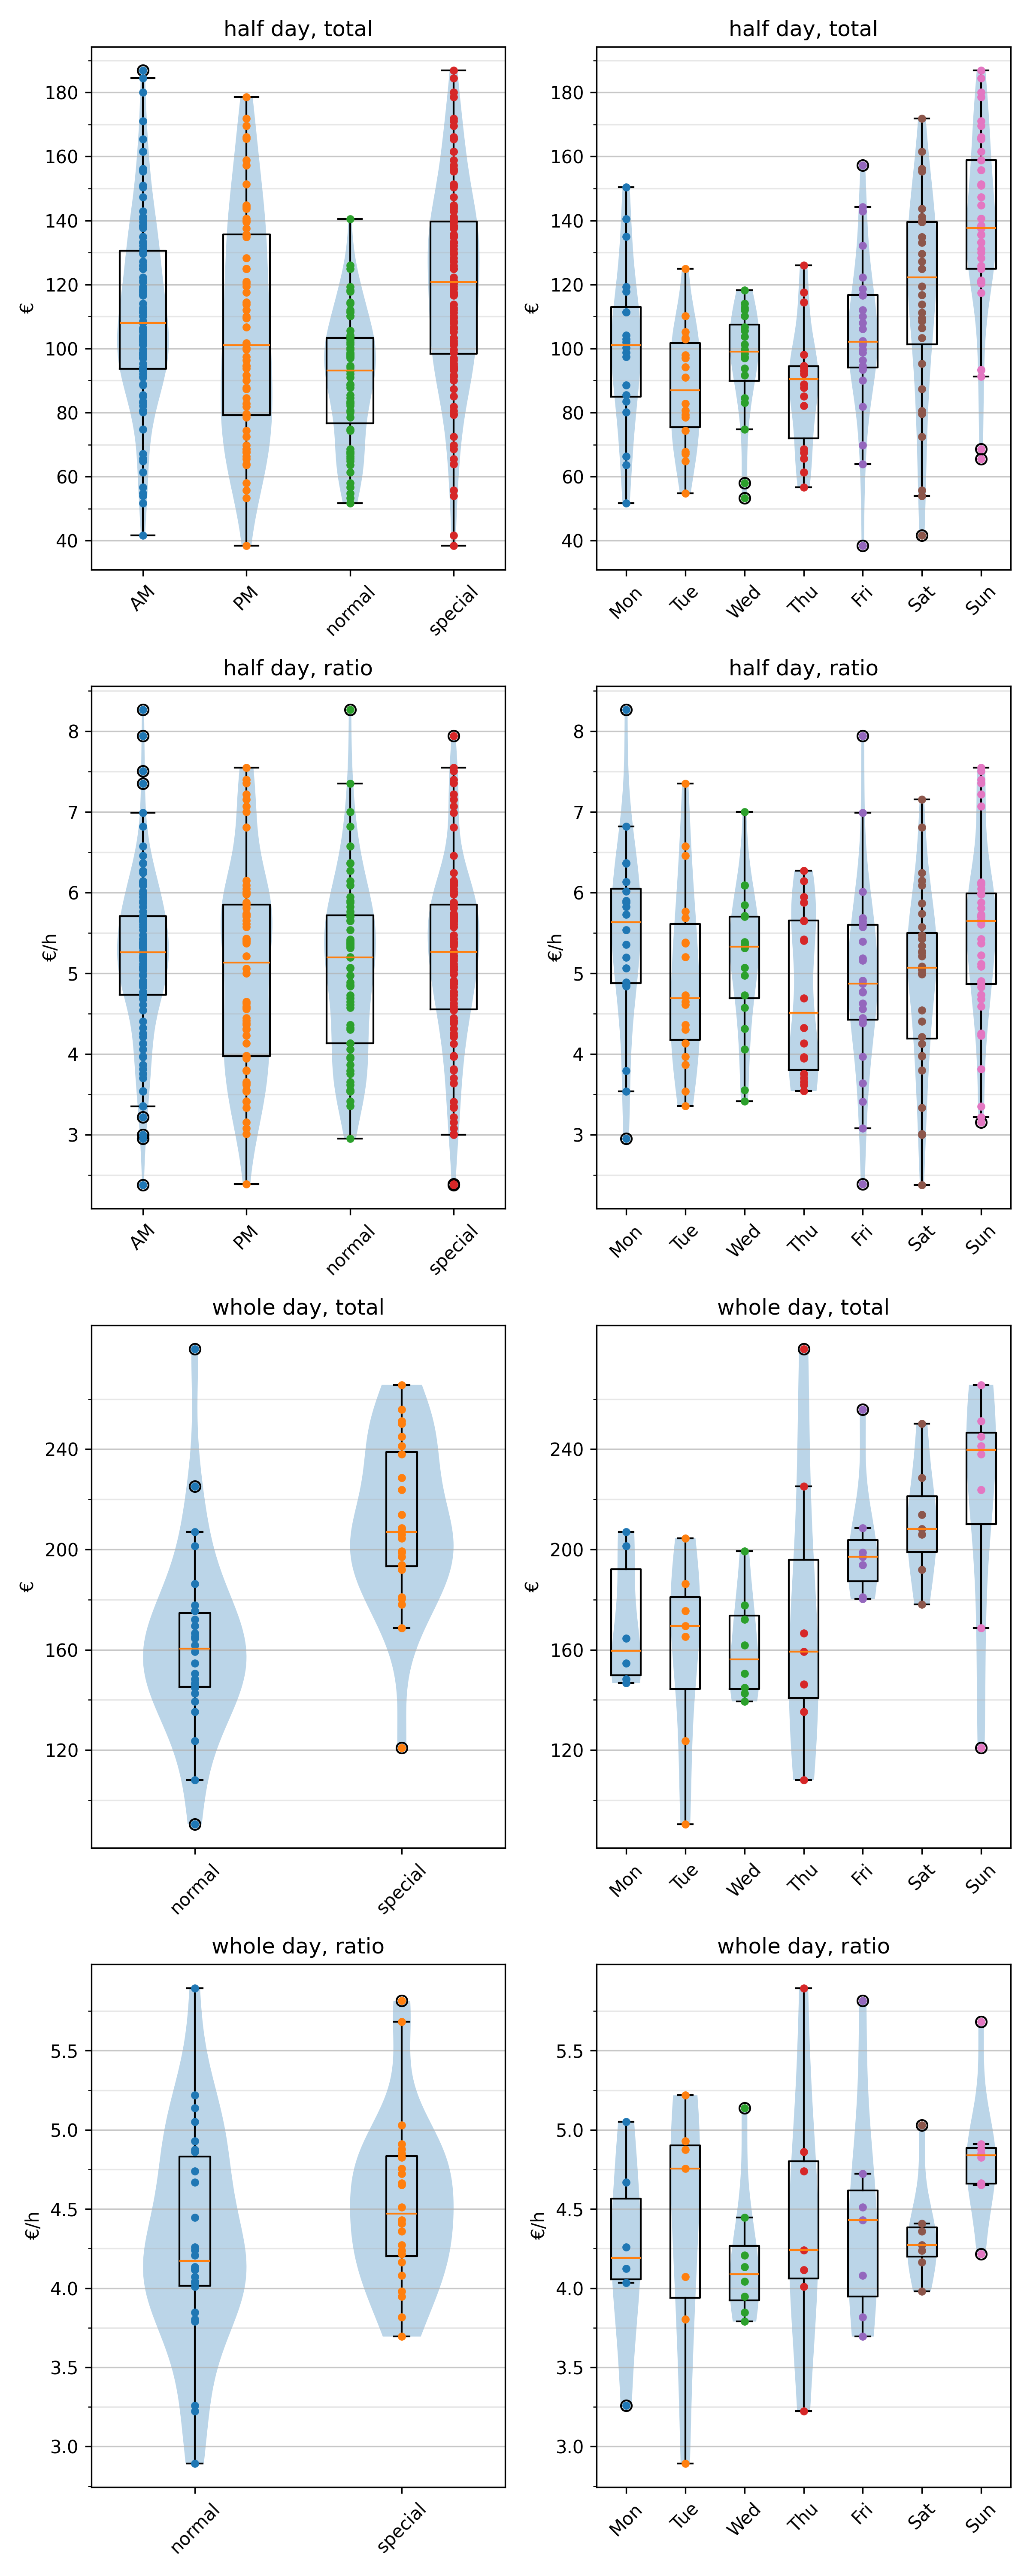 half day, total
€
180
160
140
120
100
80
60
40
AM
PM
normal
special
half day, total
€
180
160
140
120
100
80
60
40
Mon
Tue
Wed
Thu
Fri
Sat
Sun
half day, ratio
€/h
8
7
6
5
4
3
AM
PM
normal
special
half day, ratio
€/h
8
7
6
5
4
3
Mon
Tue
Wed
Thu
Fri
Sat
Sun
whole day, total
€
240
200
160
120
normal
special
whole day, total
€
240
200
160
120
Mon
Tue
Wed
Thu
Fri
Sat
Sun
whole day, ratio
€/h
5.5
5.0
4.5
4.0
3.5
3.0
normal
special
whole day, ratio
€/h
5.5
5.0
4.5
4.0
3.5
3.0
Mon
Tue
Wed
Thu
Fri
Sat
Sun